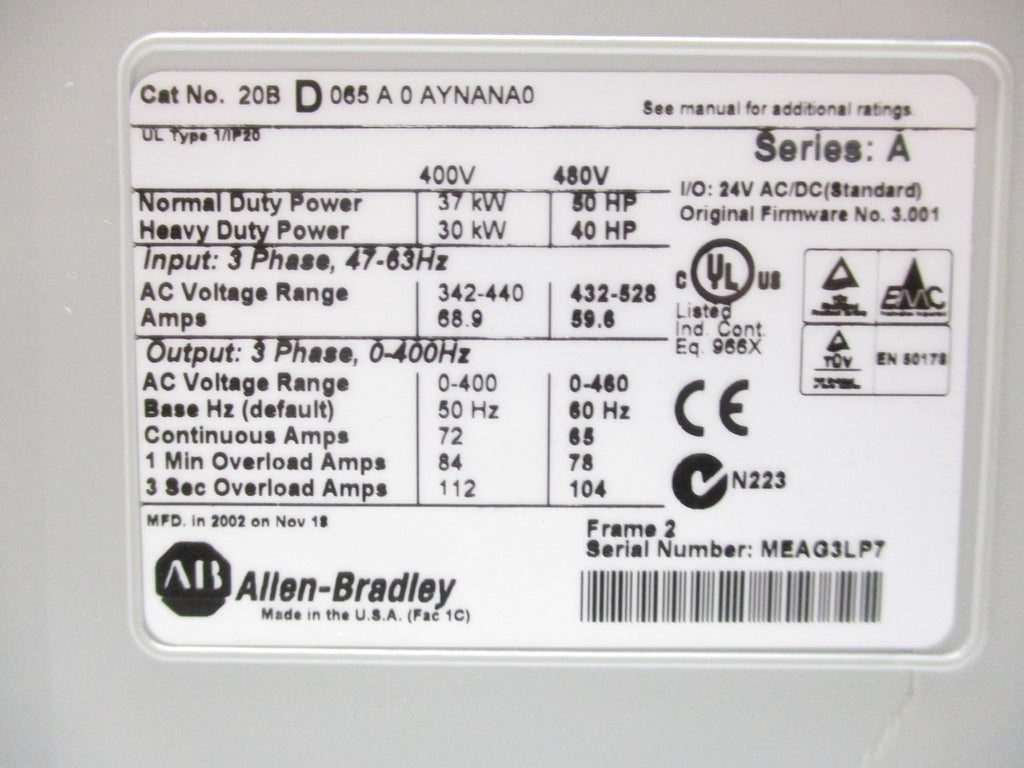 Cat No. 20B D 065 A 0 AYNANA0
See manual for additional ratings.
UL Type 1/IP20
Series: A
400V 480V
I/O: 24V AC/DC(Standard)
Normal Duty Power 37 kW 50 HP
Original Firmware No. 3.001
Heavy Duty Power 30 kW 40 HP
Input: 3 Phase, 47-63Hz
C UL US
AC Voltage Range 342-440 432-528
EMC
Amps 68.9 59.6
Listed
Ind. Cont.
Eq. 966X
Output: 3 Phase, 0-400Hz
TÜV
EN 50178
AC Voltage Range 0-400 0-460
Base Hz (default) 50 Hz 60 Hz
CE
Continuous Amps 72 65
1 Min Overload Amps 84 78
3 Sec Overload Amps 112 104
N223
MFD. in 2002 on Nov 18
Frame 2
Serial Number: MEAG3LP7
AB Allen-Bradley
Made in the U.S.A. (Fac 1C)